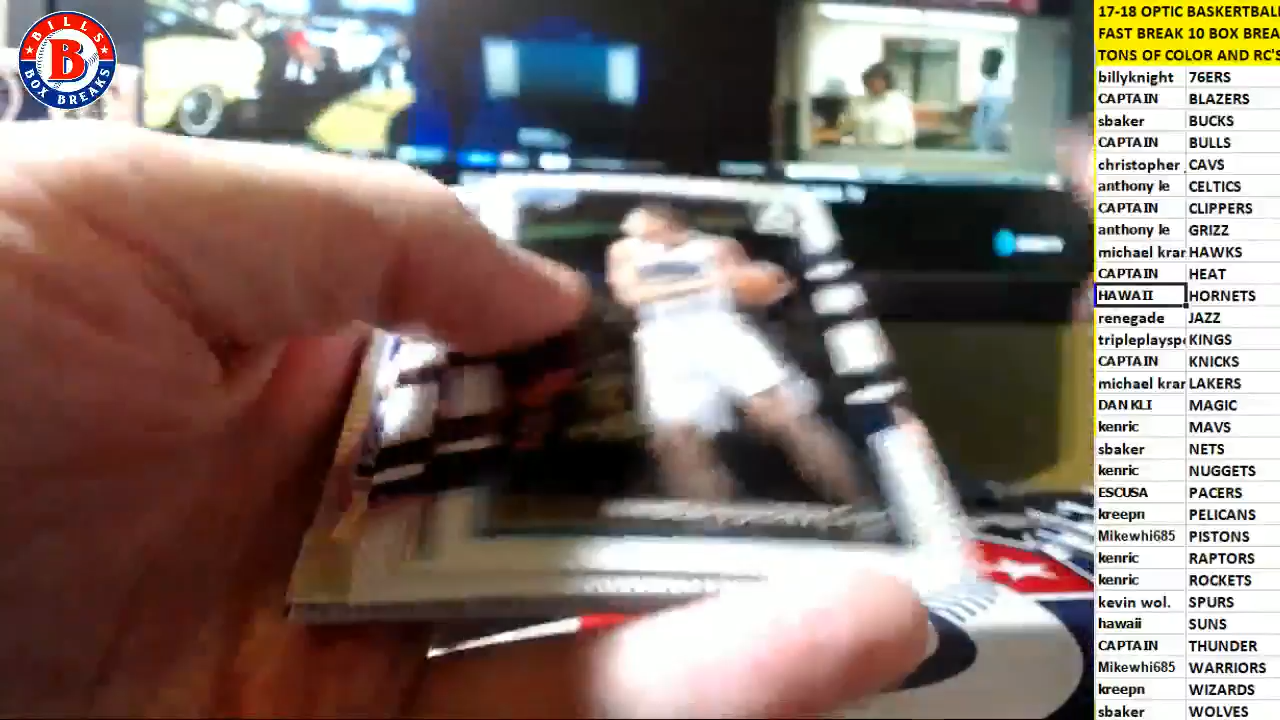 BILLS
B
BOX BREAKS
17-18 OPTIC BASKERTBALL
FAST BREAK 10 BOX BREA
TONS OF COLOR AND RC'S
billyknight 76ERS
CAPTAIN BLAZERS
sbaker BUCKS
CAPTAIN BULLS
christopher CAVS
anthony le CELTICS
CAPTAIN CLIPPERS
anthony le GRIZZ
michael krar HAWKS
CAPTAIN HEAT
HAWAII HORNETS
renegade JAZZ
tripleplayspo KINGS
CAPTAIN KNICKS
michael krar LAKERS
DAN KLI MAGIC
kenric MAVS
sbaker NETS
kenric NUGGETS
ESCUSA PACERS
kreepn PELICANS
Mikewhi685 PISTONS
kenric RAPTORS
kenric ROCKETS
kevin wol. SPURS
hawaii SUNS
CAPTAIN THUNDER
Mikewhi685 WARRIORS
kreepn WIZARDS
sbaker WOLVES